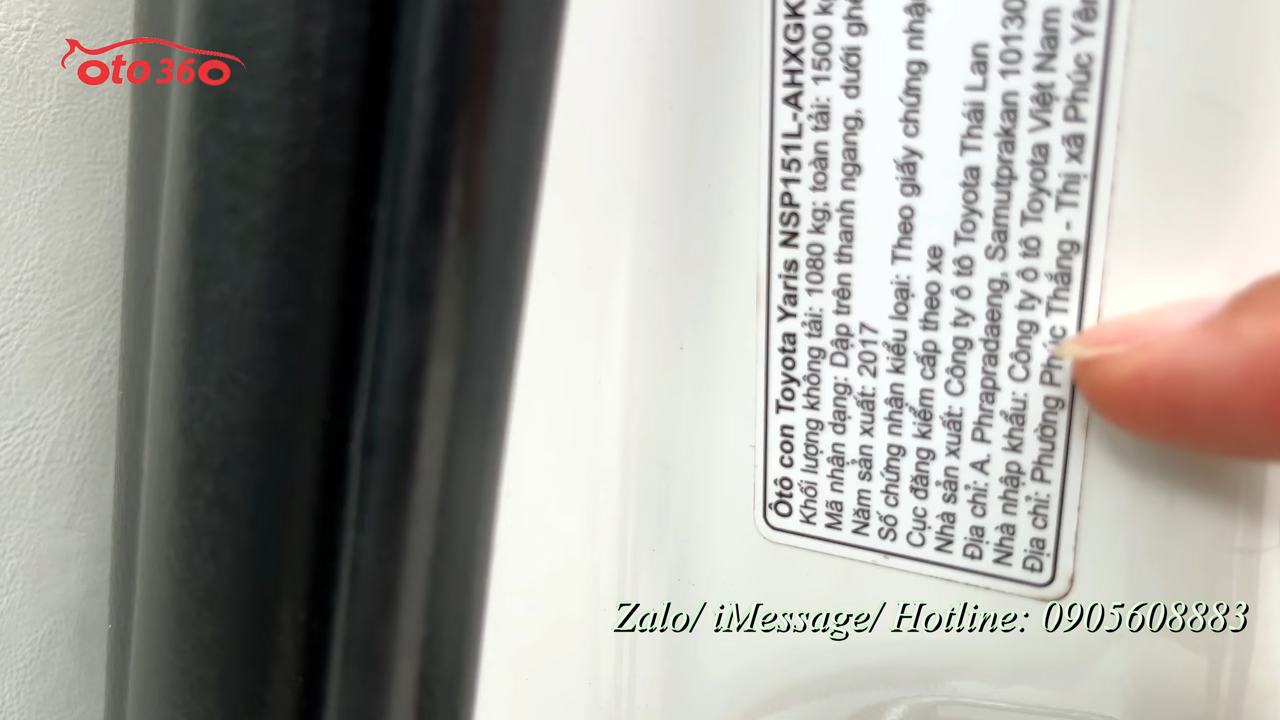 oto360
Ôtô con Toyota Yaris NSP151L-AHXGK
Khối lượng không tải: 1080 kg; toàn tải: 1500 kg
Mã nhận dạng: Dập trên thanh ngang, dưới ghế
Năm sản xuất: 2017
Số chứng nhận kiểu loại: Theo giấy chứng nhận
Cục đăng kiểm cấp theo xe
Nhà sản xuất: Công ty ô tô Toyota Thái Lan
Địa chỉ: A. Phrapradaeng, Samutprakan 10130
Nhà nhập khẩu: Công ty ô tô Toyota Việt Nam
Địa chỉ: Phường Phúc Thắng - Thị xã Phúc Yên
Zalo/ iMessage/ Hotline: 0905608883